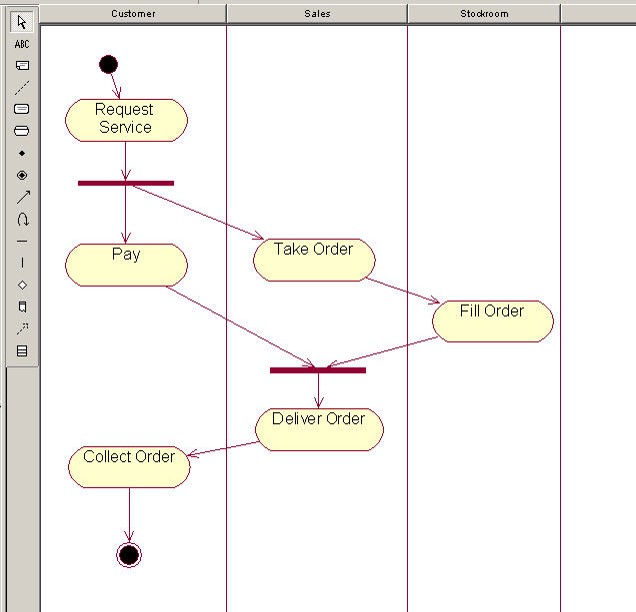 Customer
Sales
Stockroom
ABC
Request
Service
Pay
Take Order
Fill Order
Deliver Order
Collect Order